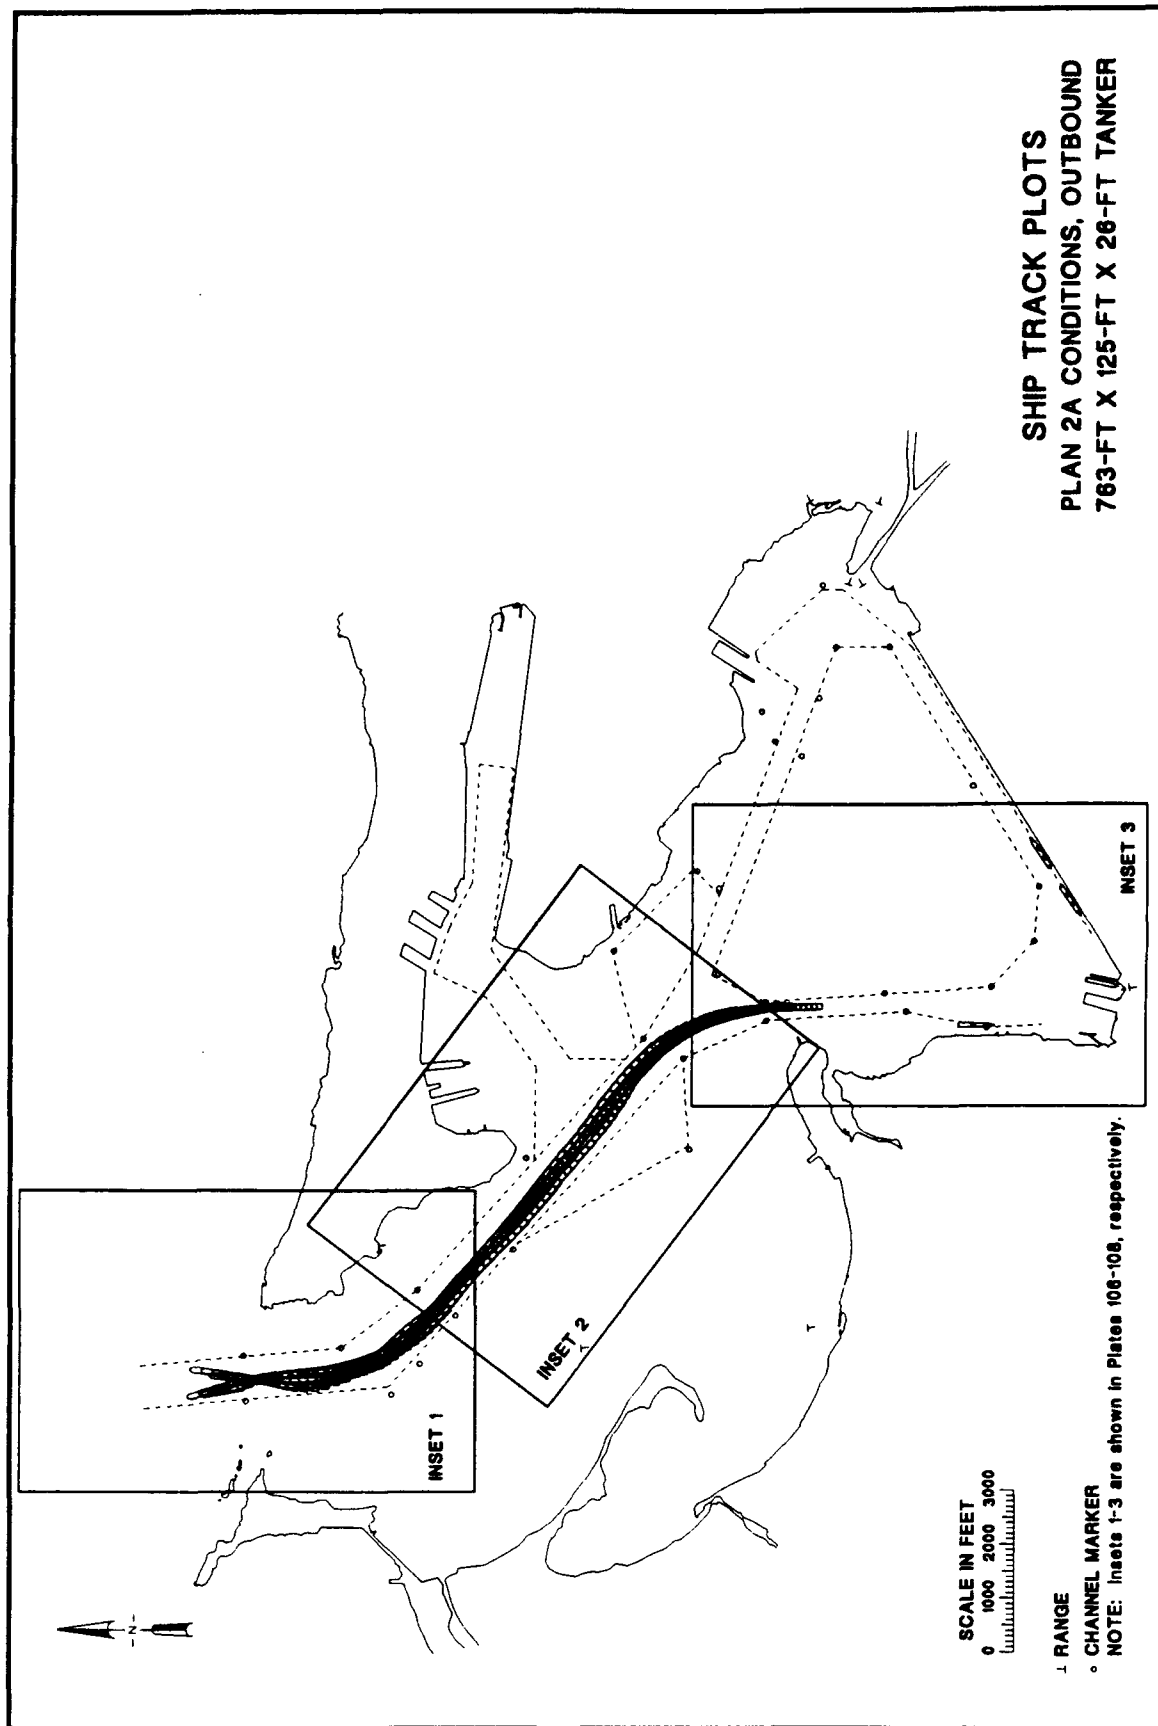 SHIP TRACK PLOTS
PLAN 2A CONDITIONS, OUTBOUND
763-FT X 125-FT X 26-FT TANKER
N
INSET 1
INSET 2
INSET 3
SCALE IN FEET
0 1000 2000 3000
RANGE
CHANNEL MARKER
NOTE: Insets 1-3 are shown in Plates 106-108, respectively.